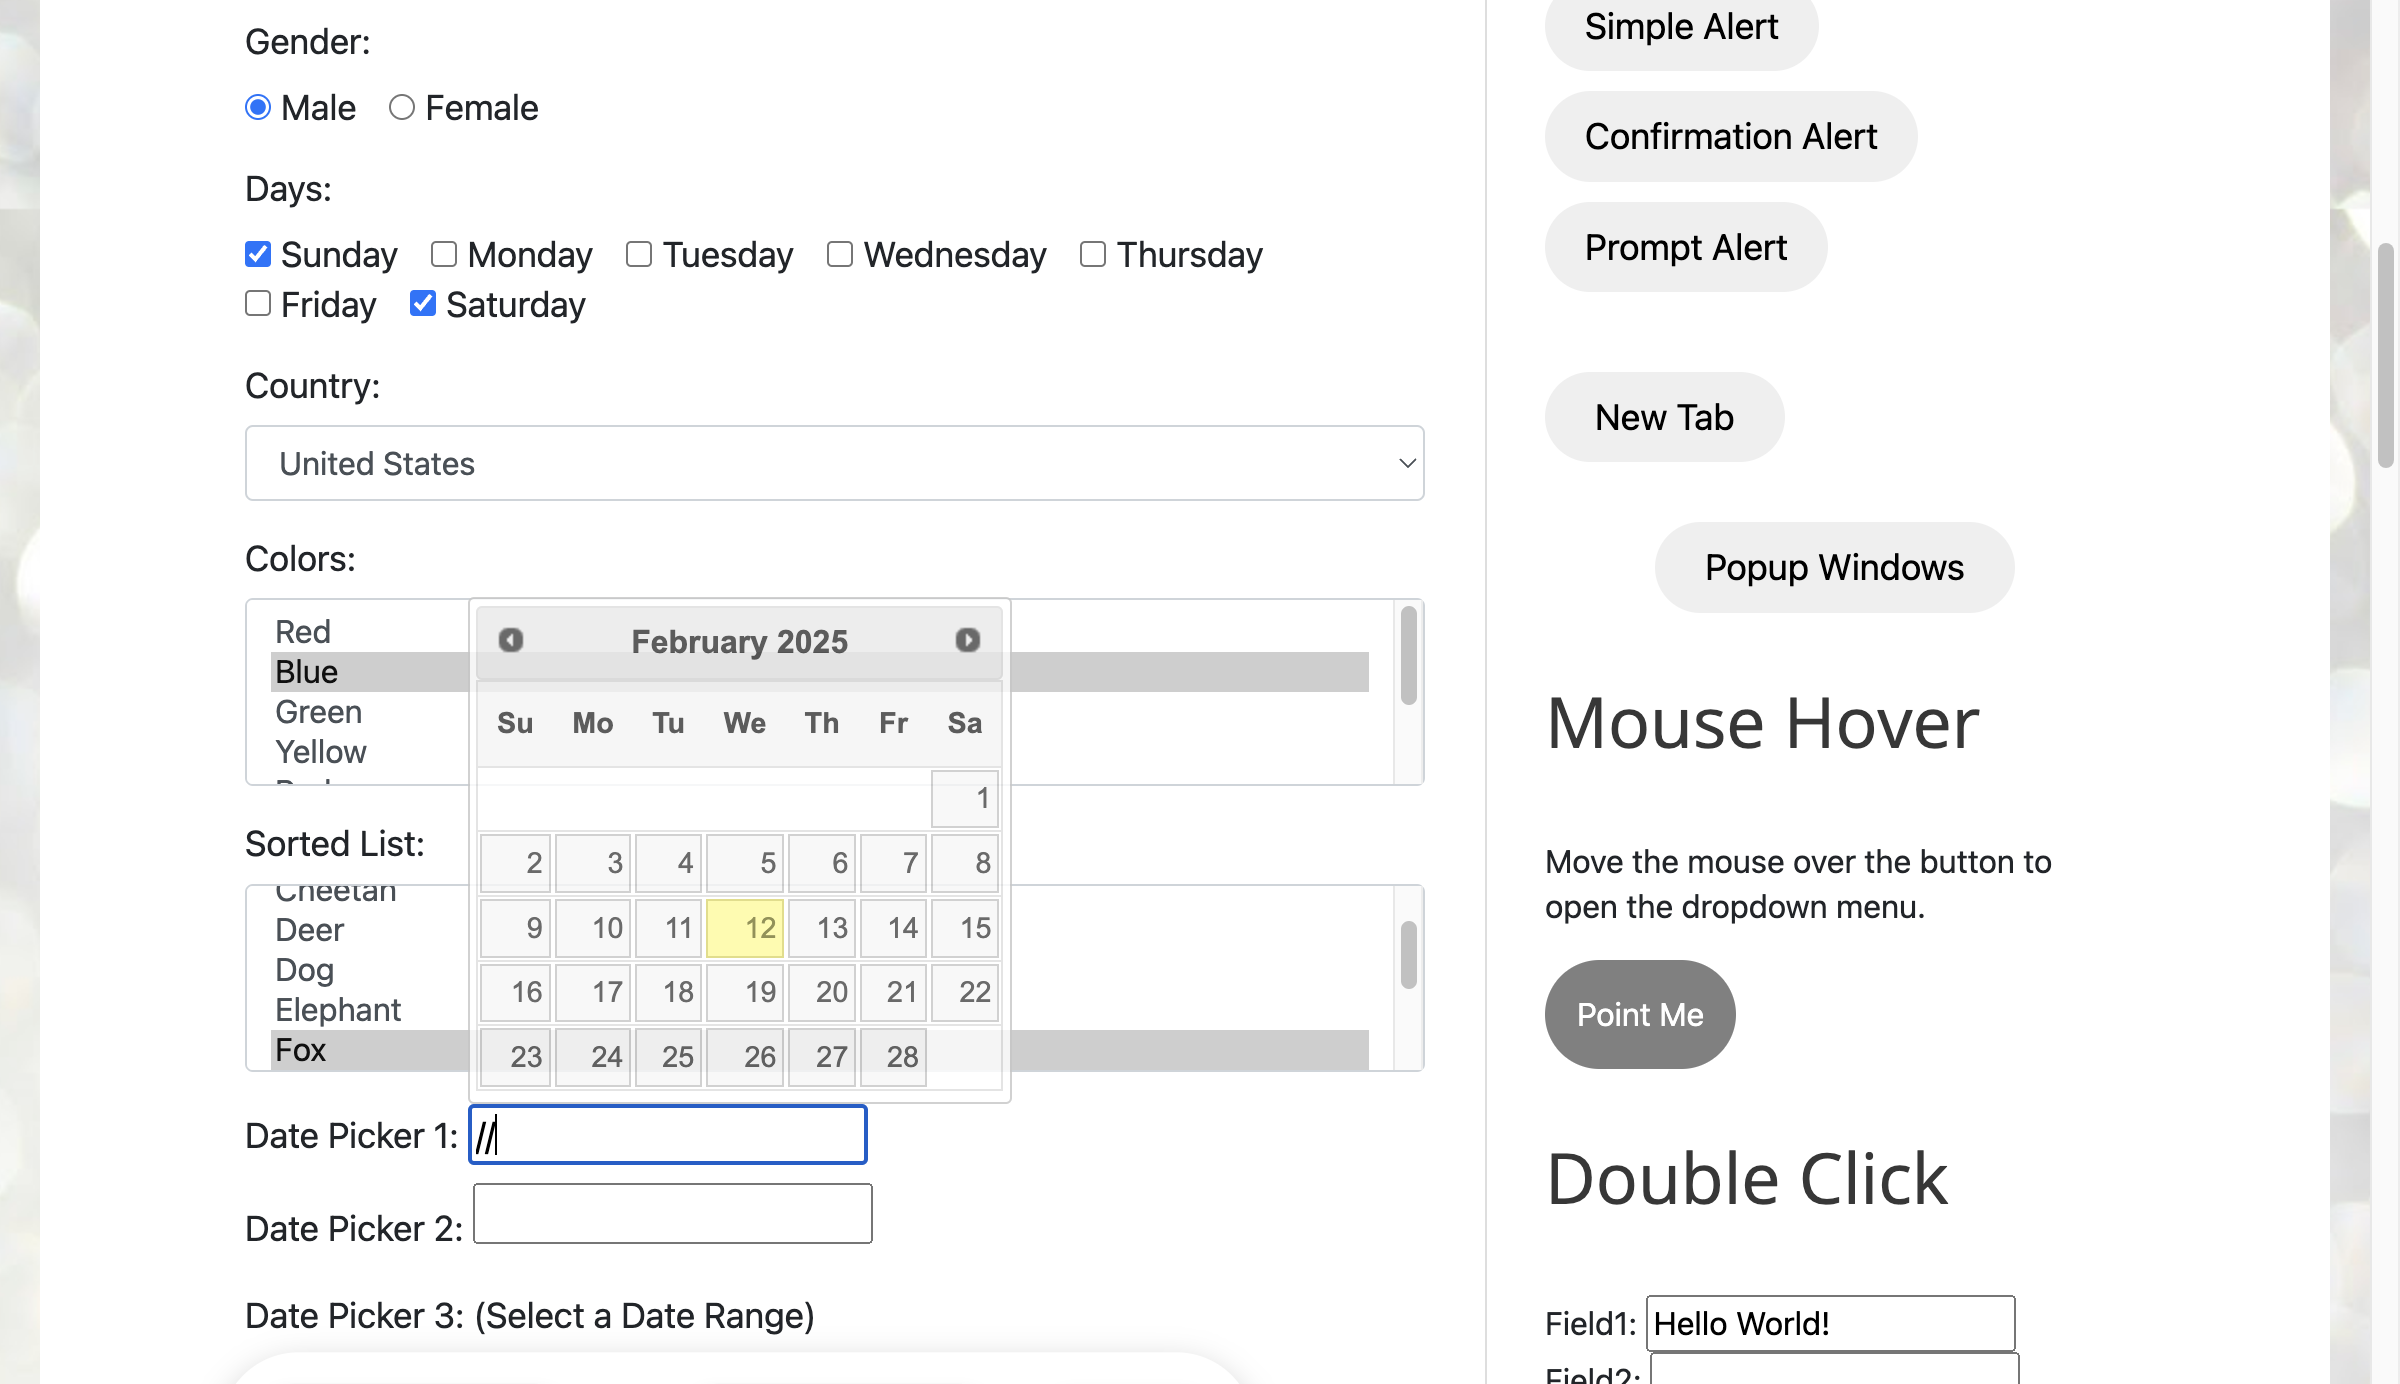 Gender:
Male Female
Days:
Sunday Monday Tuesday Wednesday Thursday
Friday Saturday
Country:
United States
Colors:
Red
Blue
Green
Yellow
February 2025
Su Mo Tu We Th Fr Sa
1
2 3 4 5 6 7 8
9 10 11 12 13 14 15
16 17 18 19 20 21 22
23 24 25 26 27 28
Sorted List:
Cheetah
Deer
Dog
Elephant
Fox
Date Picker 1: //
Date Picker 2:
Date Picker 3: (Select a Date Range)
Simple Alert
Confirmation Alert
Prompt Alert
New Tab
Popup Windows
Mouse Hover
Move the mouse over the button to
open the dropdown menu.
Point Me
Double Click
Field1: Hello World!
Field2: